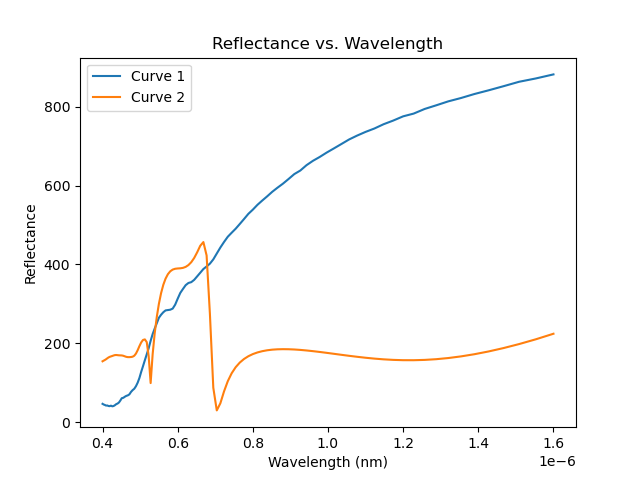 Reflectance vs. Wavelength
Curve 1
Curve 2
Reflectance
800
600
400
200
0
0.4 0.6 0.8 1.0 1.2 1.4 1.6
1e−6
Wavelength (nm)